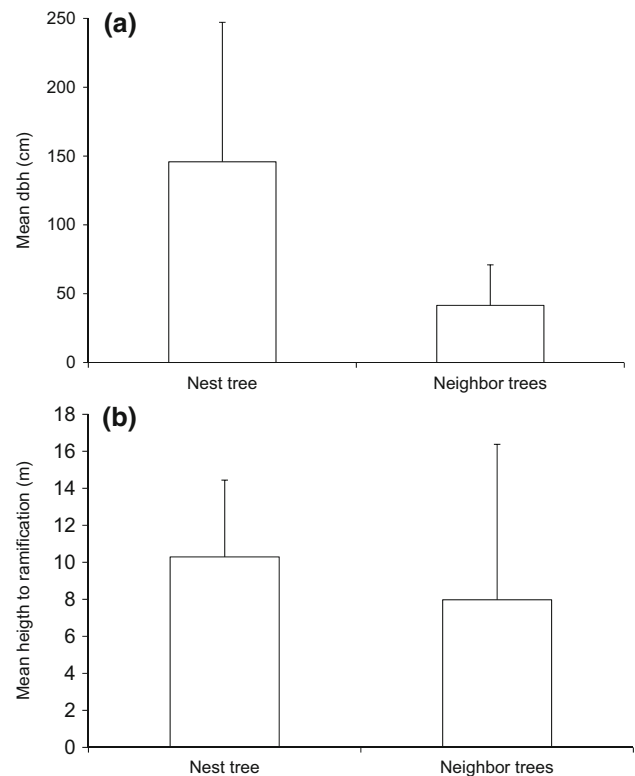 (a)
Mean dbh (cm)
250
200
150
100
50
0
Nest tree
Neighbor trees
(b)
Mean heigth to ramification (m)
18
16
14
12
10
8
6
4
2
0
Nest tree
Neighbor trees